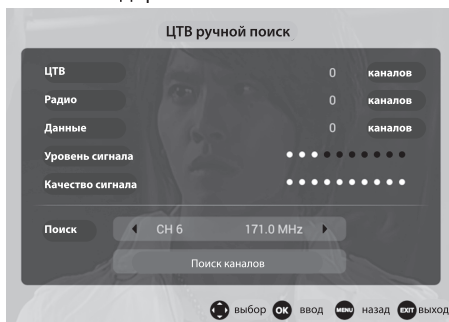 ЦТВ ручной поиск
ЦТВ 0 каналов
Радио 0 каналов
Данные 0 каналов
Уровень сигнала
Качество сигнала
Поиск CH 6 171.0 MHz
Поиск каналов
выбор OK ввод MENU назад EXIT выход